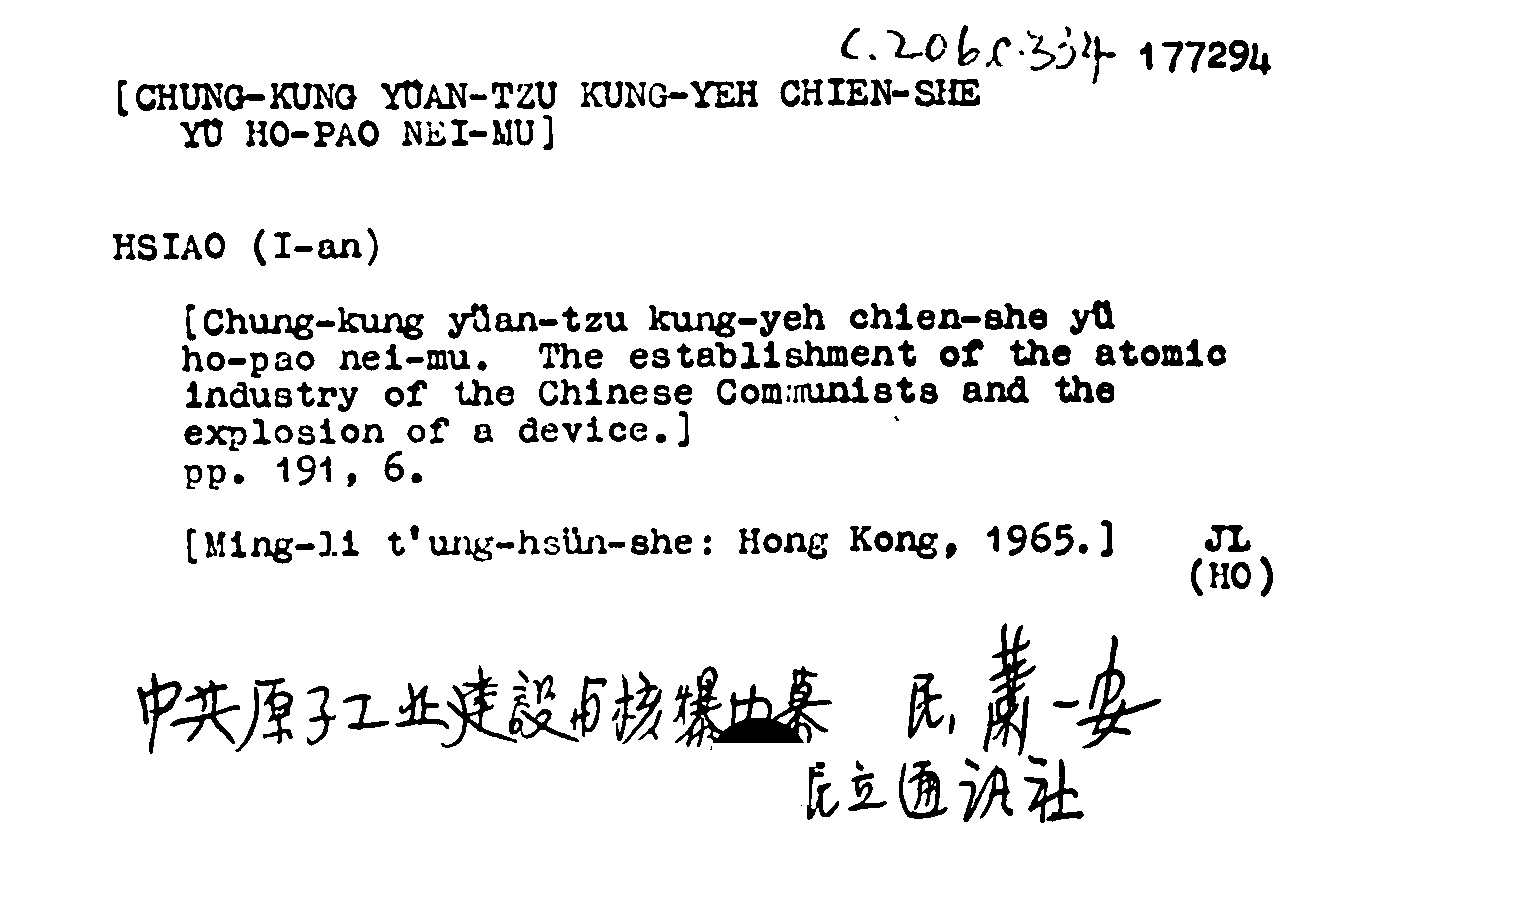 C.206.c.334 177294
[CHUNG-KUNG YÜAN-TZU KUNG-YEH CHIEN-SHE
YÜ HO-PAO NEI-MU]
HSIAO (I-an)
[Chung-kung yüan-tzu kung-yeh chien-she yü
ho-pao nei-mu. The establishment of the atomic
industry of the Chinese Communists and the
explosion of a device.]
pp. 191, 6.
[Ming-li t'ung-hsün-she: Hong Kong, 1965.] JL
(HO)
中共原子工业建設与核爆内幕 民, 蕭一安
民立通讯社